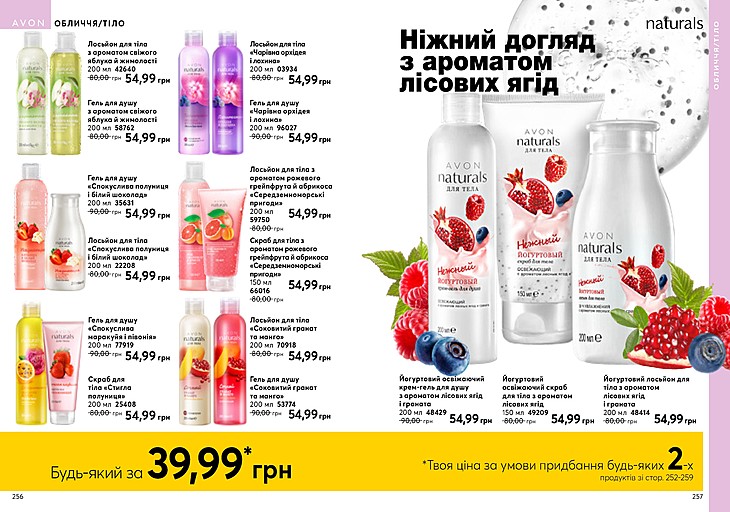 AVON ОБЛИЧЧЯ/ТІЛО
Лосьйон для тіла
з ароматом свіжого
яблука й жимолості
200 мл 42640
80,00 грн 54,99 грн
Гель для душу
з ароматом свіжого
яблука й жимолості
200 мл 58762
80,00 грн 54,99 грн
Лосьйон для тіла
«Чарівна орхідея
і лохина»
200 мл 03934
80,00 грн 54,99 грн
Гель для душу
«Чарівна орхідея
і лохина»
200 мл 96027
90,00 грн 54,99 грн
Гель для душу
«Спокуслива полуниця
і білий шоколад»
200 мл 35631
90,00 грн 54,99 грн
Лосьйон для тіла
«Спокуслива полуниця
і білий шоколад»
200 мл 22208
80,00 грн 54,99 грн
Лосьйон для тіла з
ароматом рожевого
грейпфрута й абрикоса
«Середземноморські
пригоди»
200 мл
59750
80,00 грн 54,99 грн
Скраб для тіла з
ароматом рожевого
грейпфрута й абрикоса
«Середземноморські
пригоди»
150 мл
66016
80,00 грн 54,99 грн
Гель для душу
«Спокуслива
маракуйя і півонія»
200 мл 77919
90,00 грн 54,99 грн
Скраб для
тіла «Стигла
полуниця»
200 мл 25408
80,00 грн 54,99 грн
Лосьйон для тіла
«Соковитий гранат
та манго»
200 мл 70918
80,00 грн 54,99 грн
Гель для душу
«Соковитий гранат
та манго»
200 мл 53774
90,00 грн 54,99 грн
naturals
ОБЛИЧЧЯ/ТІЛО
Ніжний догляд
з ароматом
лісових ягід
AVON
naturals
ДЛЯ ТЕЛА
Нежный
ЙОГУРТОВЫЙ
крем-гель для душа
ОСВЕЖАЮЩИЙ
200 мл
AVON
naturals
ДЛЯ ТЕЛА
Нежный
ЙОГУРТОВЫЙ
скраб для тела
ОСВЕЖАЮЩИЙ
150 мл
AVON
naturals
ДЛЯ ТЕЛА
Нежный
ЙОГУРТОВЫЙ
200 мл
Йогуртовий освіжаючий
крем-гель для душу
з ароматом лісових ягід
і граната
200 мл 48429
90,00 грн 54,99 грн
Йогуртовий
освіжаючий скраб
для тіла з ароматом
лісових ягід
150 мл 49209
80,00 грн 54,99 грн
Йогуртовий лосьйон для
тіла з ароматом
лісових ягід
і граната
200 мл 48414
80,00 грн 54,99 грн
Будь-який за 39,99* грн
*Твоя ціна за умови придбання будь-яких 2-х
продуктів зі стор. 252-259
256
257